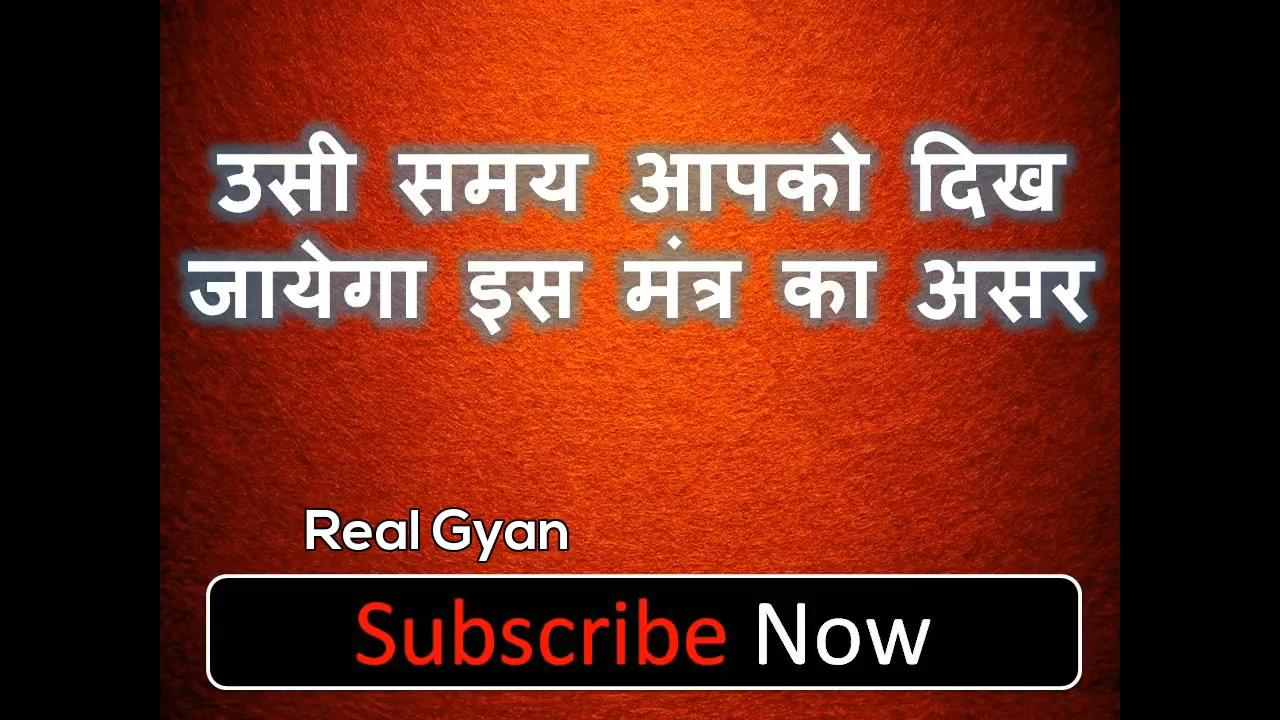 उसी समय आपको दिख
जायेगा इस मंत्र का असर
Real Gyan
Subscribe Now